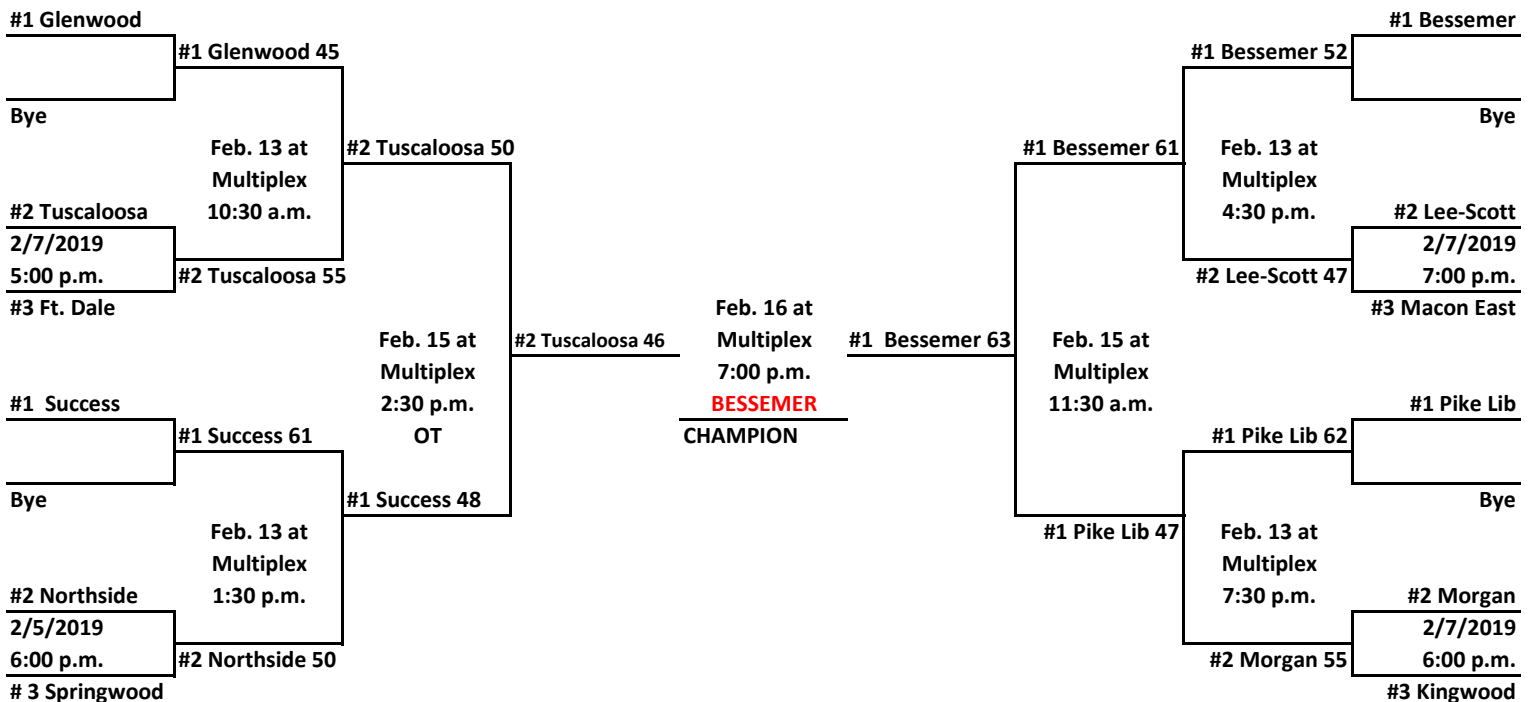 #1 Glenwood
#1 Glenwood 45
Bye
Feb. 13 at
Multiplex
10:30 a.m.
#2 Tuscaloosa 50
#2 Tuscaloosa
2/7/2019
5:00 p.m.
#2 Tuscaloosa 55
#3 Ft. Dale
Feb. 15 at
Multiplex
2:30 p.m.
OT
#2 Tuscaloosa 46
#1  Success
#1 Success 61
Bye
#1 Success 48
Feb. 13 at
Multiplex
1:30 p.m.
#2 Northside
2/5/2019
6:00 p.m.
#2 Northside 50
# 3 Springwood
Feb. 16 at
Multiplex
7:00 p.m.
BESSEMER
CHAMPION
#1 Bessemer
#1 Bessemer 52
Bye
#1 Bessemer 61
Feb. 13 at
Multiplex
4:30 p.m.
#2 Lee-Scott
2/7/2019
7:00 p.m.
#2 Lee-Scott 47
#3 Macon East
#1  Bessemer 63
Feb. 15 at
Multiplex
11:30 a.m.
#1 Pike Lib
#1 Pike Lib 62
Bye
#1 Pike Lib 47
Feb. 13 at
Multiplex
7:30 p.m.
#2 Morgan
2/7/2019
6:00 p.m.
#2 Morgan 55
#3 Kingwood